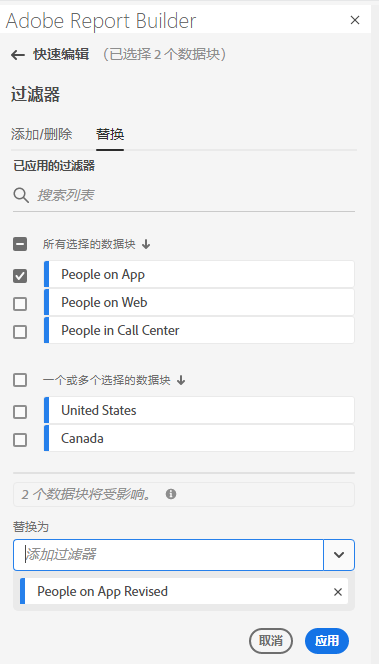 Adobe Report Builder
快速编辑 （已选择 2 个数据块）
过滤器
添加/删除 替换
已应用的过滤器
搜索列表
所有选择的数据块
People on App
People on Web
People in Call Center
一个或多个选择的数据块
United States
Canada
2 个数据块将受影响。
替换为
添加过滤器
People on App Revised
取消 应用